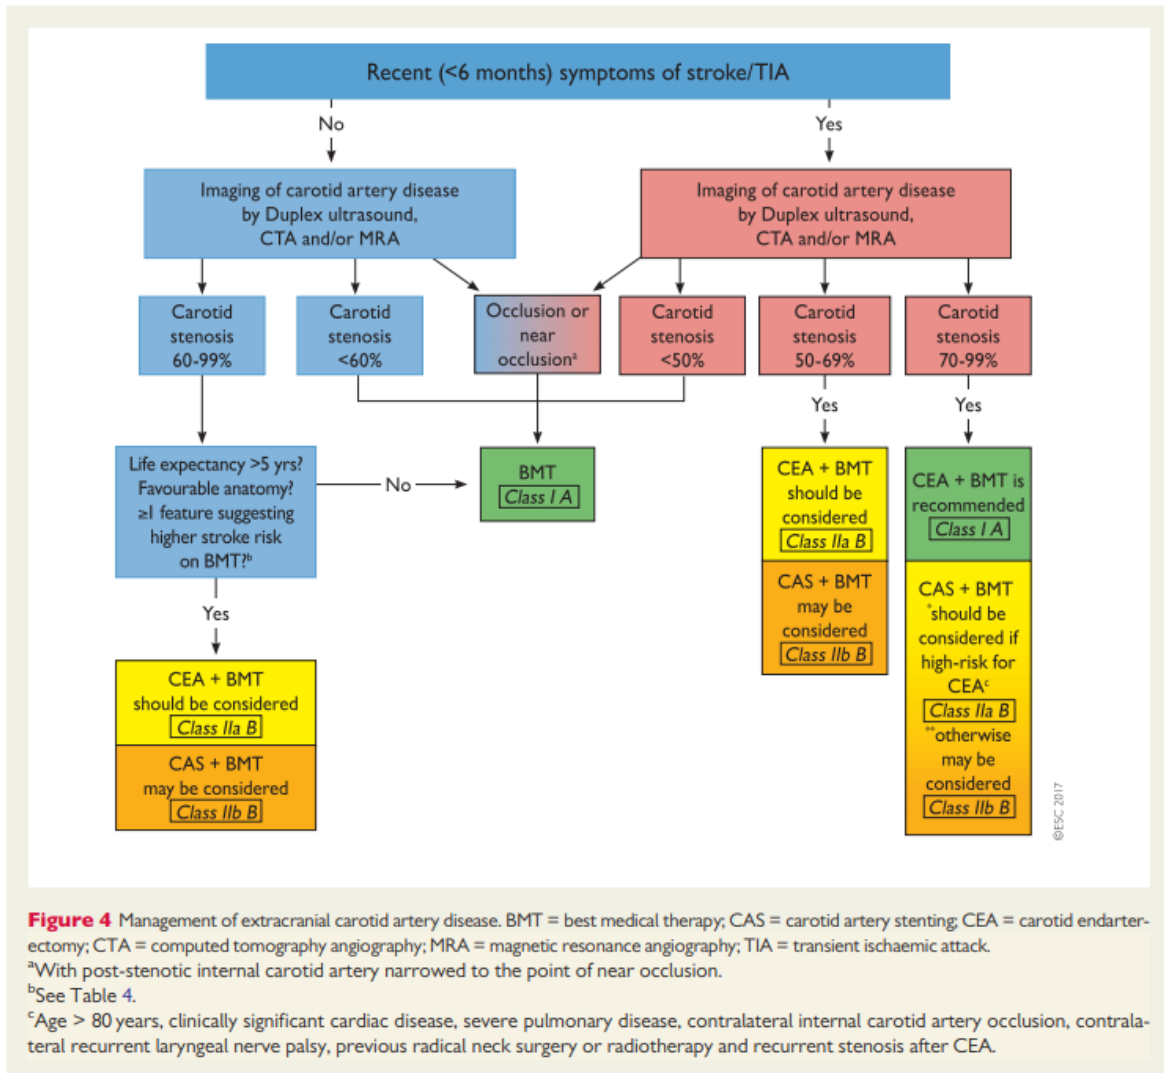 Recent (<6 months) symptoms of stroke/TIA
No
Yes
Imaging of carotid artery disease
by Duplex ultrasound,
CTA and/or MRA
Imaging of carotid artery disease
by Duplex ultrasound,
CTA and/or MRA
Carotid
stenosis
60-99%
Carotid
stenosis
<60%
Occlusion or
near
occlusionᵃ
Carotid
stenosis
<50%
Carotid
stenosis
50-69%
Carotid
stenosis
70-99%
Yes
Yes
Life expectancy >5 yrs?
Favourable anatomy?
≥1 feature suggesting
higher stroke risk
on BMT?ᵇ
No
BMT
Class I A
CEA + BMT
should be
considered
Class IIa B
CAS + BMT
may be
considered
Class IIb B
CEA + BMT is
recommended
Class I A
CAS + BMT
*should be
considered if
high-risk for
CEAᶜ
Class IIa B
**otherwise
may be
considered
Class IIb B
Yes
CEA + BMT
should be considered
Class IIa B
CAS + BMT
may be considered
Class IIb B
©ESC 2017
Figure 4 Management of extracranial carotid artery disease. BMT = best medical therapy; CAS = carotid artery stenting; CEA = carotid endarter-
ectomy; CTA = computed tomography angiography; MRA = magnetic resonance angiography; TIA = transient ischaemic attack.
ᵃWith post-stenotic internal carotid artery narrowed to the point of near occlusion.
ᵇSee Table 4.
ᶜAge > 80 years, clinically significant cardiac disease, severe pulmonary disease, contralateral internal carotid artery occlusion, contrala-
teral recurrent laryngeal nerve palsy, previous radical neck surgery or radiotherapy and recurrent stenosis after CEA.